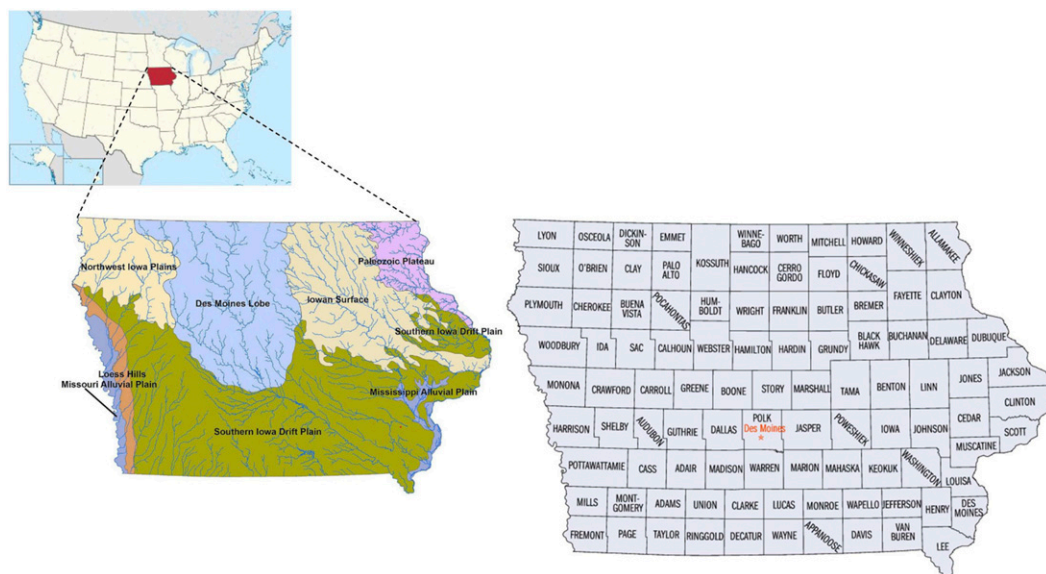 Northwest Iowa Plains
Des Moines Lobe
Iowan Surface
Paleozoic Plateau
Southern Iowa Drift Plain
Loess Hills
Missouri Alluvial Plain
Mississippi Alluvial Plain
Southern Iowa Drift Plain
LYON
OSCEOLA
DICKIN-
SON
EMMET
WINNE-
BAGO
WORTH
MITCHELL
HOWARD
WINNESHIEK
ALLAMAKEE
SIOUX
O'BRIEN
CLAY
PALO
ALTO
KOSSUTH
HANCOCK
CERRO
GORDO
FLOYD
CHICKASAW
PLYMOUTH
CHEROKEE
BUENA
VISTA
POCAHONTAS
HUM-
BOLDT
WRIGHT
FRANKLIN
BUTLER
BREMER
FAYETTE
CLAYTON
WOODBURY
IDA
SAC
CALHOUN
WEBSTER
HAMILTON
HARDIN
GRUNDY
BLACK
HAWK
BUCHANAN
DELAWARE
DUBUQUE
MONONA
CRAWFORD
CARROLL
GREENE
BOONE
STORY
MARSHALL
TAMA
BENTON
LINN
JONES
JACKSON
CLINTON
HARRISON
SHELBY
AUDUBON
GUTHRIE
DALLAS
POLK
Des Moines
*
JASPER
POWESHIEK
IOWA
JOHNSON
CEDAR
SCOTT
MUSCATINE
POTTAWATTAMIE
CASS
ADAIR
MADISON
WARREN
MARION
MAHASKA
KEOKUK
WASHINGTON
LOUISA
MILLS
MONT-
GOMERY
ADAMS
UNION
CLARKE
LUCAS
MONROE
WAPELLO
JEFFERSON
HENRY
DES
MOINES
FREMONT
PAGE
TAYLOR
RINGGOLD
DECATUR
WAYNE
APPANOOSE
DAVIS
VAN
BUREN
LEE